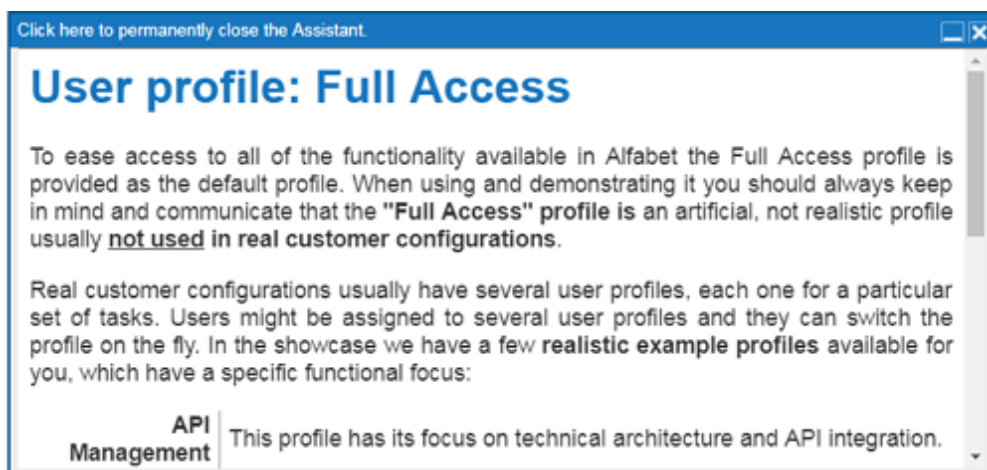 Click here to permanently close the Assistant.
User profile: Full Access
To ease access to all of the functionality available in Alfabet the Full Access profile is
provided as the default profile. When using and demonstrating it you should always keep
in mind and communicate that the "Full Access" profile is an artificial, not realistic profile
usually not used in real customer configurations.
Real customer configurations usually have several user profiles, each one for a particular
set of tasks. Users might be assigned to several user profiles and they can switch the
profile on the fly. In the showcase we have a few realistic example profiles available for
you, which have a specific functional focus:
API
Management
This profile has its focus on technical architecture and API integration.